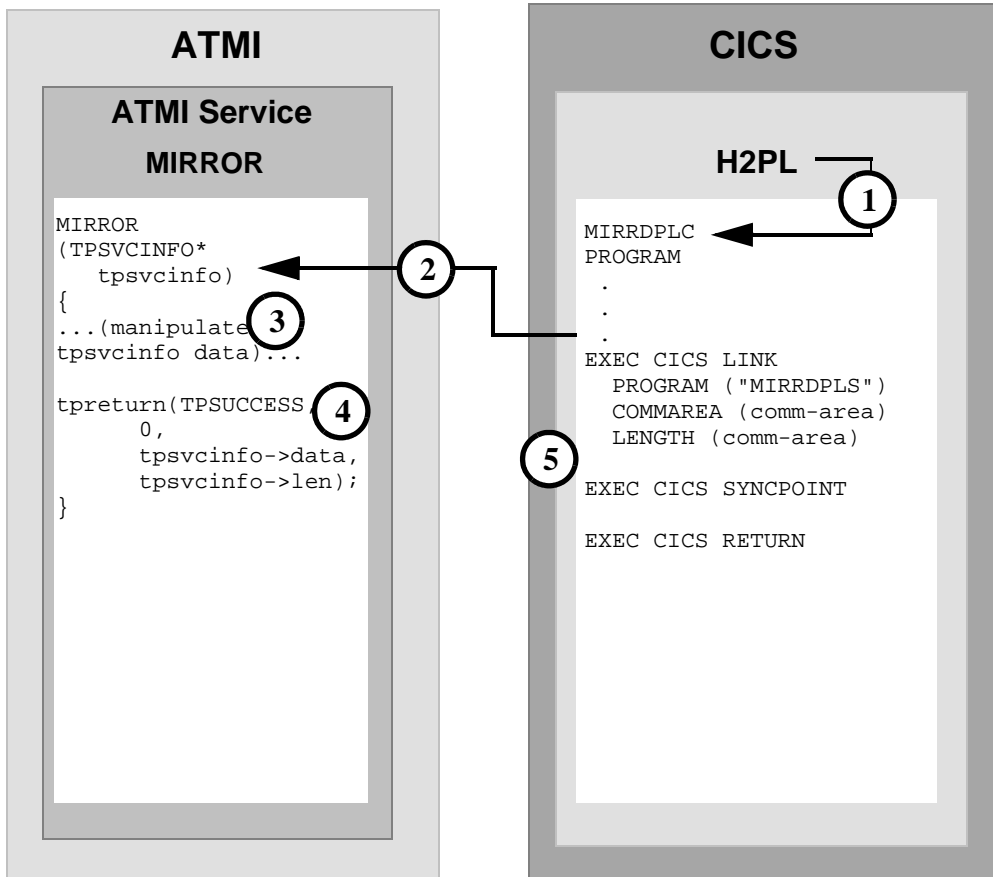 ATMI
ATMI Service
MIRROR
MIRROR
(TPSVCINFO*
tpsvcinfo)
{
...(manipulate
tpsvcinfo data)...
tpreturn(TPSUCCESS,
0,
tpsvcinfo->data,
tpsvcinfo->len);
}
2
3
4
CICS
H2PL
1
MIRRDPLC
PROGRAM
.
.
.
EXEC CICS LINK
PROGRAM ("MIRRDPLS")
COMMAREA (comm-area)
LENGTH (comm-area)
5
EXEC CICS SYNCPOINT
EXEC CICS RETURN